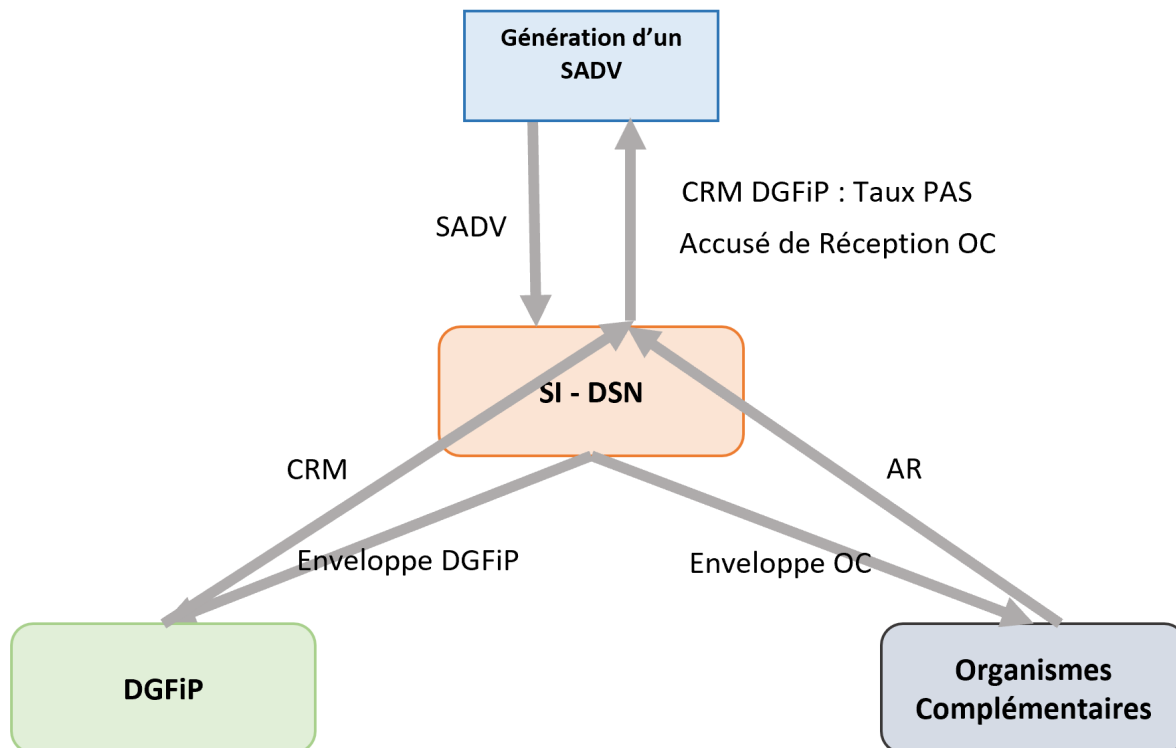 Génération d'un
SADV
CRM DGFiP : Taux PAS
SADV
Accusé de Réception OC
SI - DSN
CRM
AR
Enveloppe DGFiP
Enveloppe OC
DGFiP
Organismes
Complémentaires